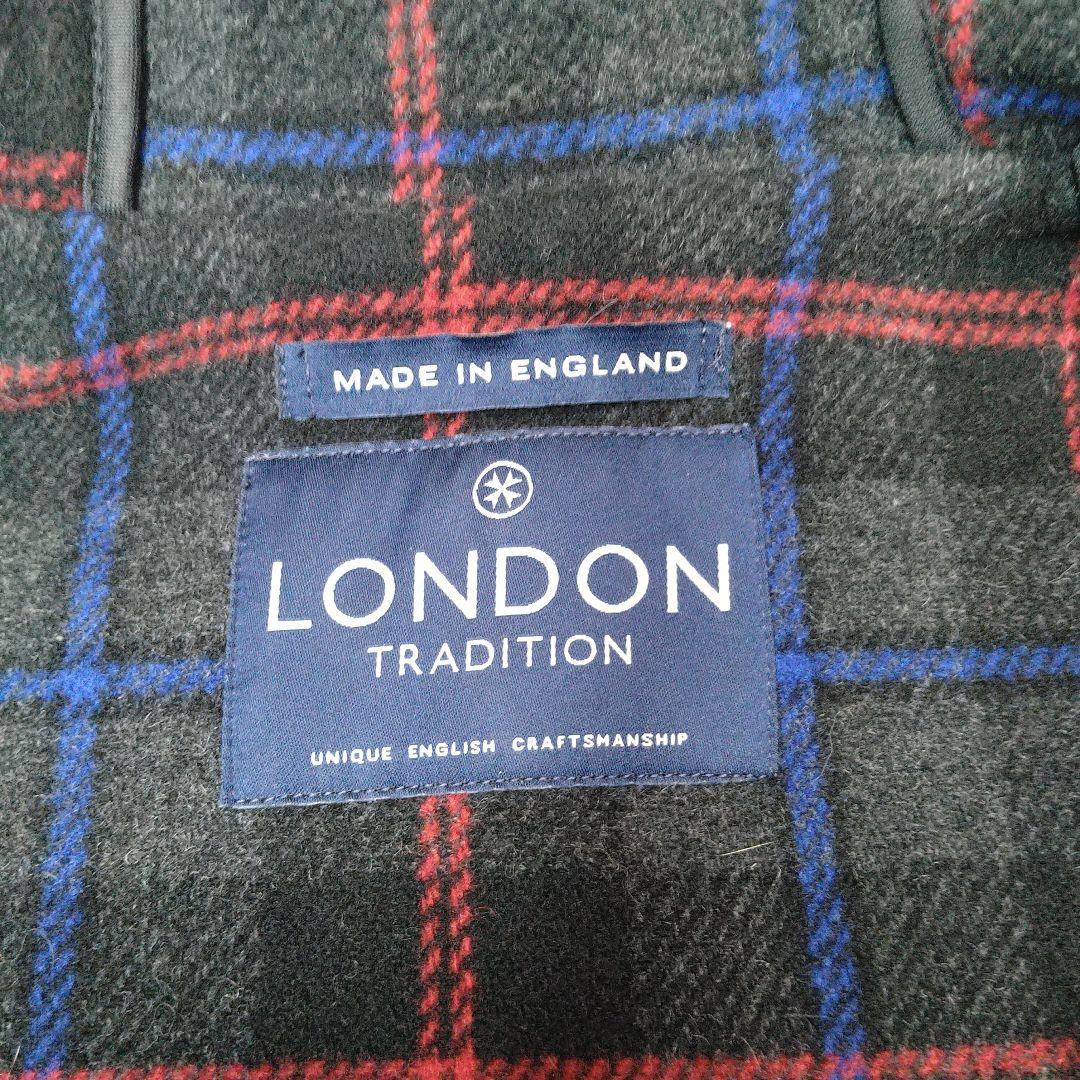 MADE IN ENGLAND
LONDON
TRADITION
UNIQUE ENGLISH CRAFTSMANSHIP